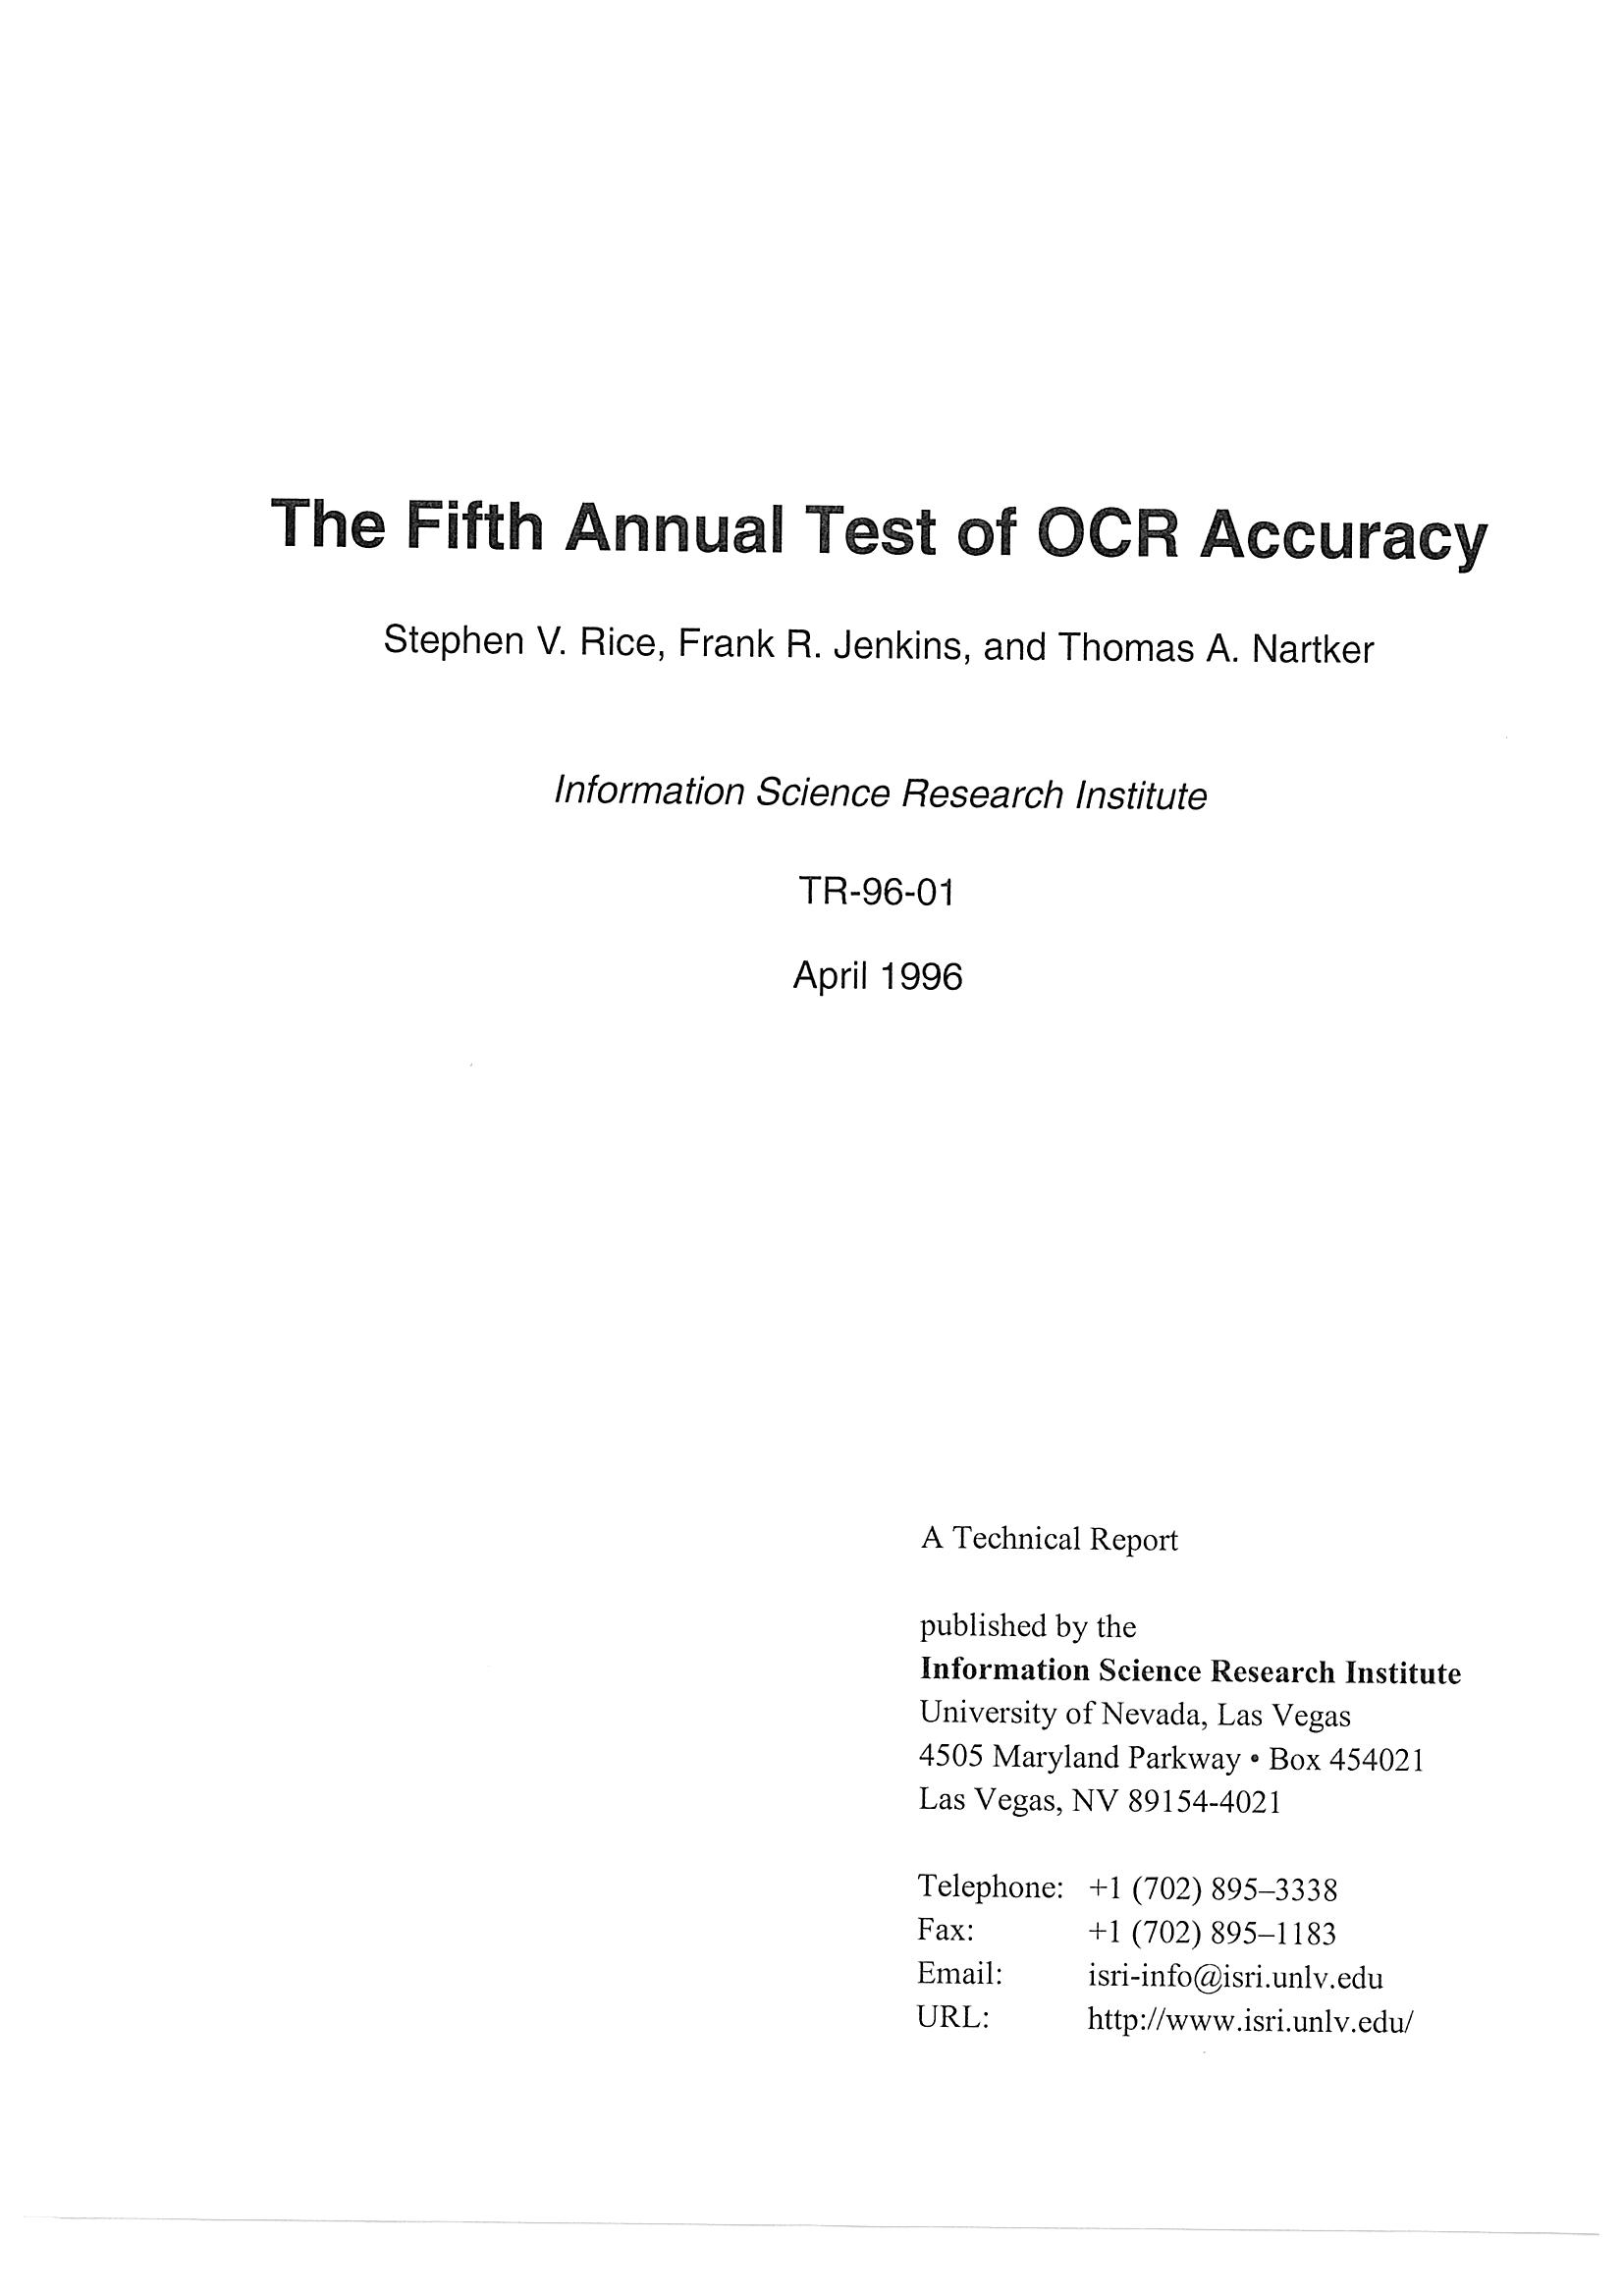 The Fifth Annual Test of OCR Accuracy
Stephen V. Rice, Frank R. Jenkins, and Thomas A. Nartker
Information Science Research Institute
TR-96-01
April 1996
A Technical Report
published by the
Information Science Research Institute
University of Nevada, Las Vegas
4505 Maryland Parkway • Box 454021
Las Vegas, NV 89154-4021
Telephone: +1 (702) 895–3338
Fax: +1 (702) 895–1183
Email: isri-info@isri.unlv.edu
URL: http://www.isri.unlv.edu/